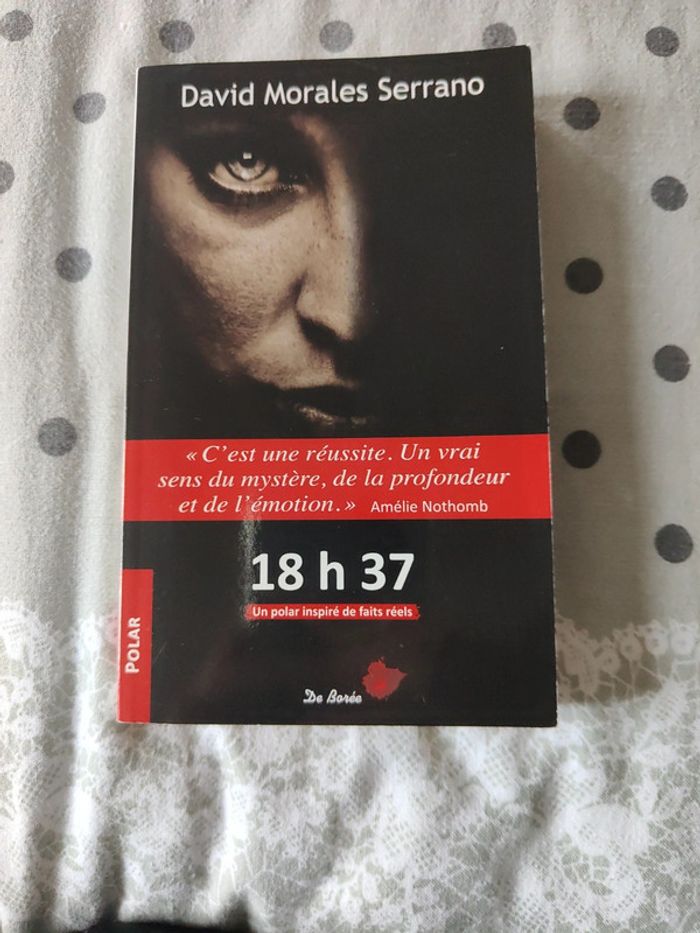 David Morales Serrano
« C’est une réussite. Un vrai
sens du mystère, de la profondeur
et de l’émotion. » Amélie Nothomb
18 h 37
Un polar inspiré de faits réels
POLAR
De Borée